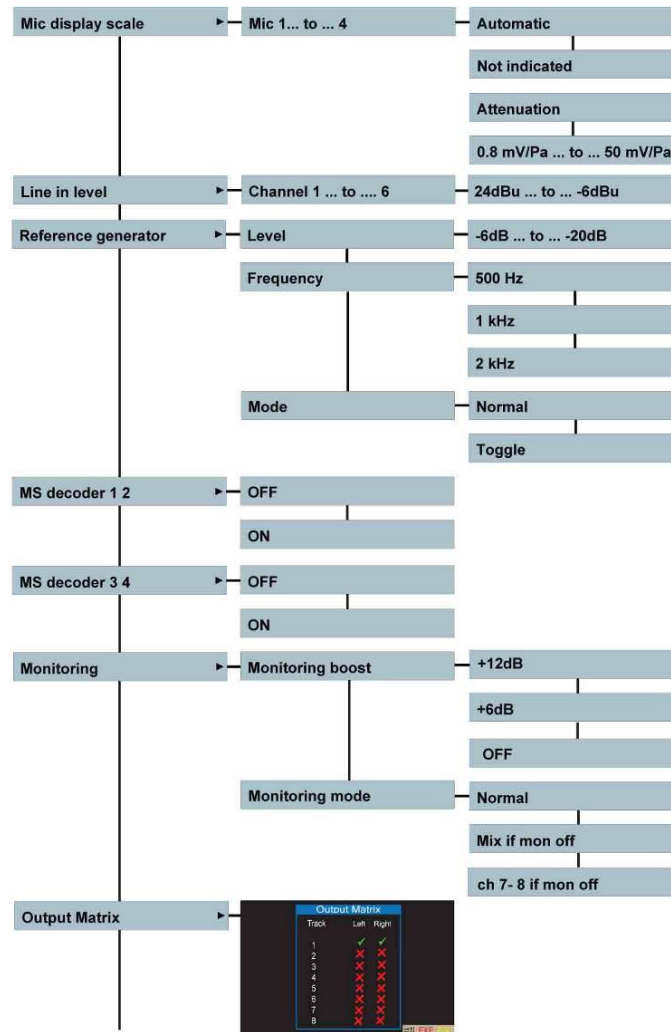 Mic display scale
Mic 1... to ... 4
Automatic
Not indicated
Attenuation
0.8 mV/Pa ... to ... 50 mV/Pa
Line in level
Channel 1 ... to .... 6
24dBu ... to ... -6dBu
Reference generator
Level
-6dB ... to ... -20dB
Frequency
500 Hz
1 kHz
2 kHz
Mode
Normal
Toggle
MS decoder 1 2
OFF
ON
MS decoder 3 4
OFF
ON
Monitoring
Monitoring boost
+12dB
+6dB
OFF
Monitoring mode
Normal
Mix if mon off
ch 7- 8 if mon off
Output Matrix
Output Matrix
Track Left Right
1
2
3
4
5
6
7
8